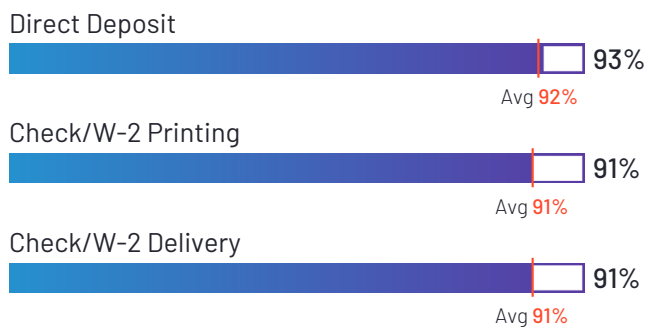 Direct Deposit
93%
Avg 92%
Check/W-2 Printing
91%
Avg 91%
Check/W-2 Delivery
91%
Avg 91%